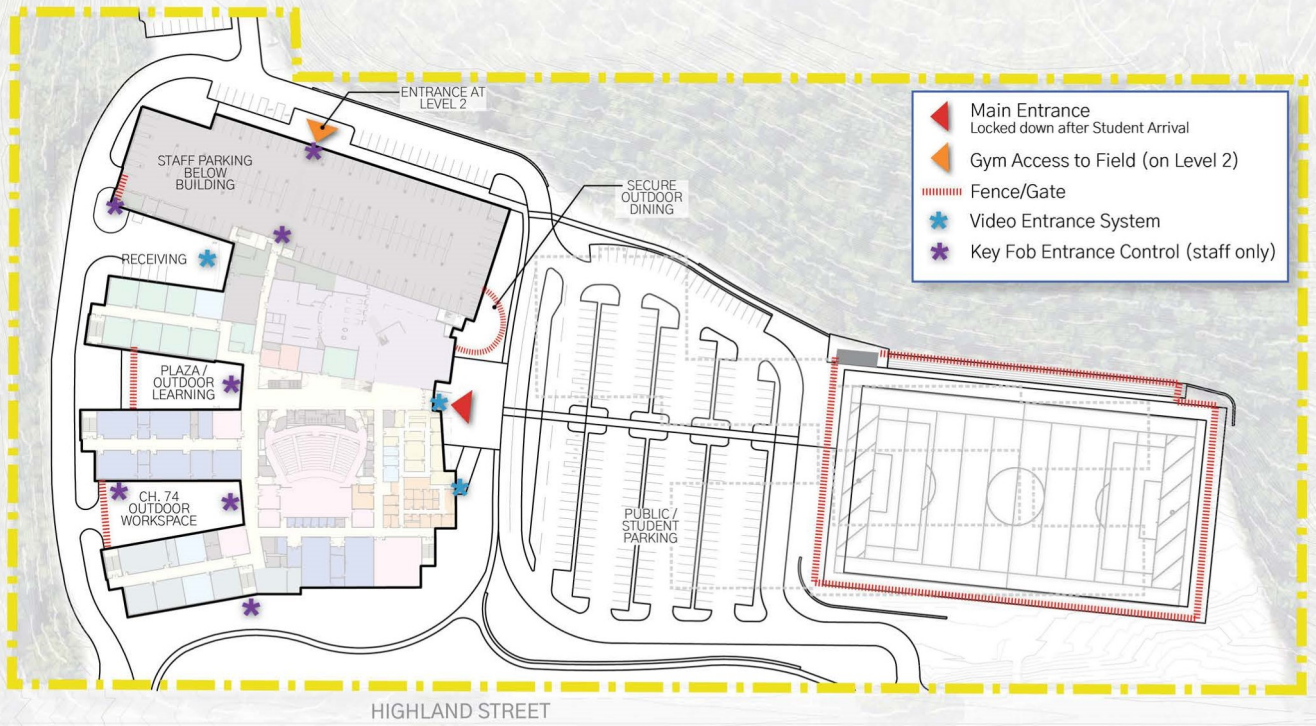 ENTRANCE AT
LEVEL 2
STAFF PARKING
BELOW
BUILDING
SECURE
OUTDOOR
DINING
RECEIVING
PLAZA /
OUTDOOR
LEARNING
CH. 74
OUTDOOR
WORKSPACE
PUBLIC /
STUDENT
PARKING
Main Entrance
Locked down after Student Arrival
Gym Access to Field (on Level 2)
Fence/Gate
Video Entrance System
Key Fob Entrance Control (staff only)
HIGHLAND STREET